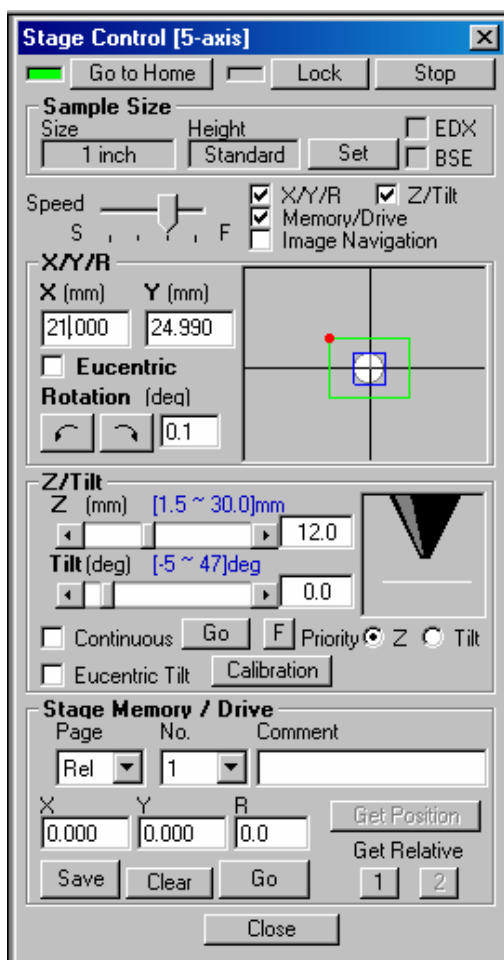 Stage Control [5-axis]
Go to Home Lock Stop
Sample Size
Size Height EDX
1 inch Standard Set BSE
Speed X/Y/R Z/Tilt
Memory/Drive
S F Image Navigation
X/Y/R
X (mm) Y (mm)
21.000 24.990
Eucentric
Rotation (deg)
0.1
Z/Tilt
Z (mm) [1.5 ~ 30.0]mm
12.0
Tilt (deg) [-5 ~ 47]deg
0.0
Continuous Go F Priority Z Tilt
Eucentric Tilt Calibration
Stage Memory / Drive
Page No. Comment
Rel 1
X Y R
0.000 0.000 0.0 Get Position
Get Relative
Save Clear Go 1 2
Close